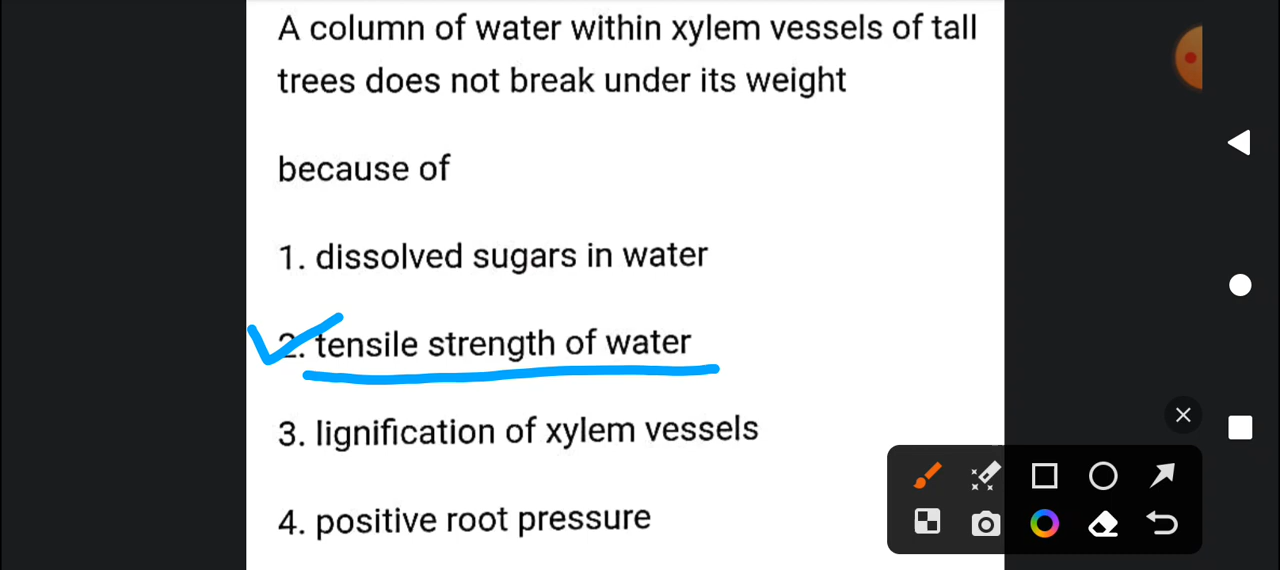 A column of water within xylem vessels of tall
trees does not break under its weight
because of
1. dissolved sugars in water
2. tensile strength of water
3. lignification of xylem vessels
4. positive root pressure